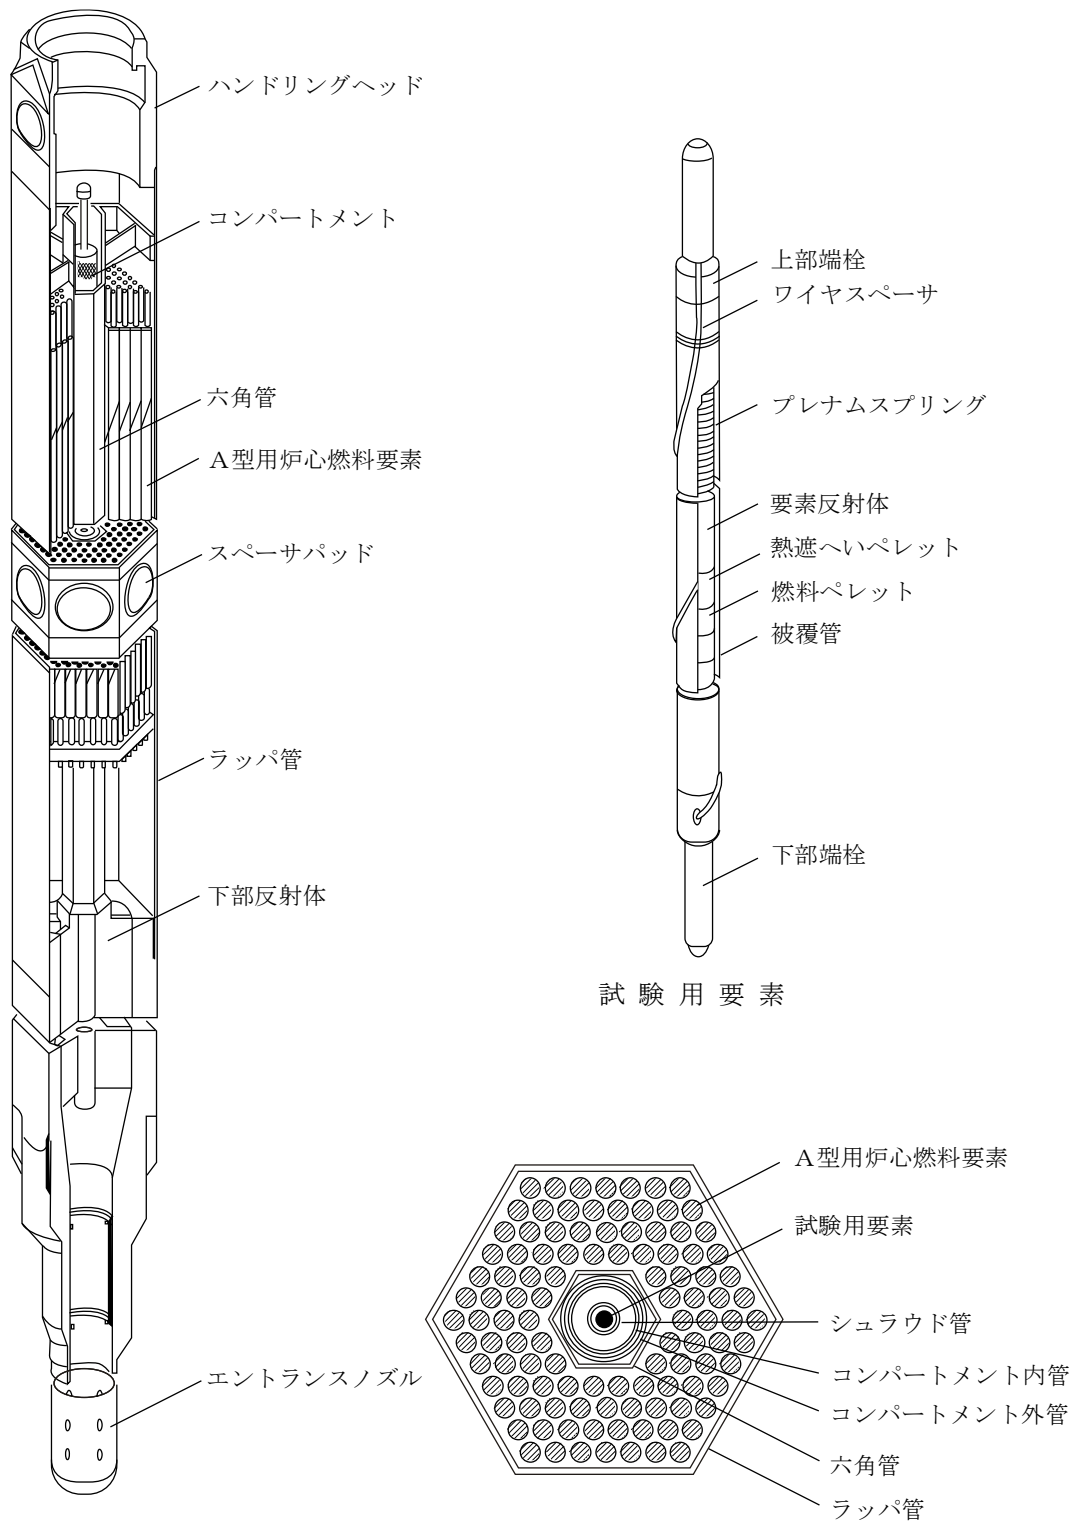 ハンドリングヘッド
コンパートメント
六角管
A型用炉心燃料要素
スペーサパッド
ラッパ管
下部反射体
エントランスノズル
上部端栓
ワイヤスペーサ
プレナムスプリング
要素反射体
熱遮へいペレット
燃料ペレット
被覆管
下部端栓
試験用要素
A型用炉心燃料要素
試験用要素
シュラウド管
コンパートメント内管
コンパートメント外管
六角管
ラッパ管